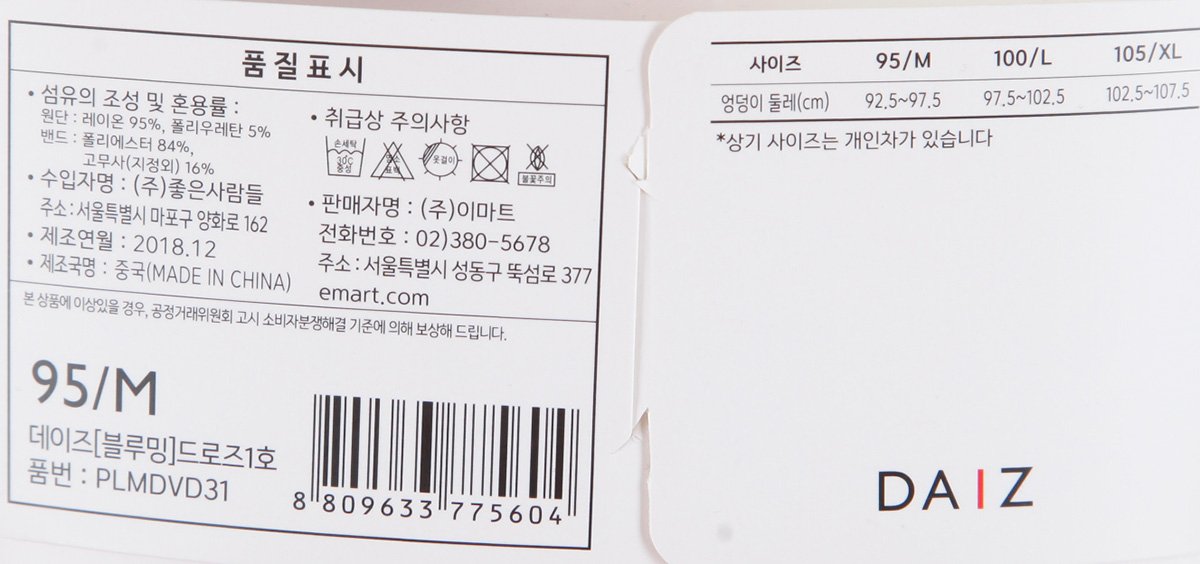 품질표시
• 섬유의 조성 및 혼용률 :
원단 : 레이온 95%, 폴리우레탄 5%
밴드 : 폴리에스터 84%,
고무사(지정외) 16%
• 수입자명 : (주)좋은사람들
주소 : 서울특별시 마포구 양화로 162
• 제조연월 : 2018.12
• 제조국명 : 중국(MADE IN CHINA)
• 취급상 주의사항
손세탁
30℃
중성
염소
표백
옷걸이
불꽃주의
• 판매자명 : (주)이마트
전화번호 : 02)380-5678
주소 : 서울특별시 성동구 뚝섬로 377
emart.com
본 상품에 이상있을 경우, 공정거래위원회 고시 소비자분쟁해결 기준에 의해 보상해 드립니다.
95/M
데이즈[블루밍]드로즈1호
품번 : PLMDVD31
8 809633 775604
사이즈 95/M 100/L 105/XL
엉덩이 둘레(cm) 92.5~97.5 97.5~102.5 102.5~107.5
*상기 사이즈는 개인차가 있습니다
DAIZ